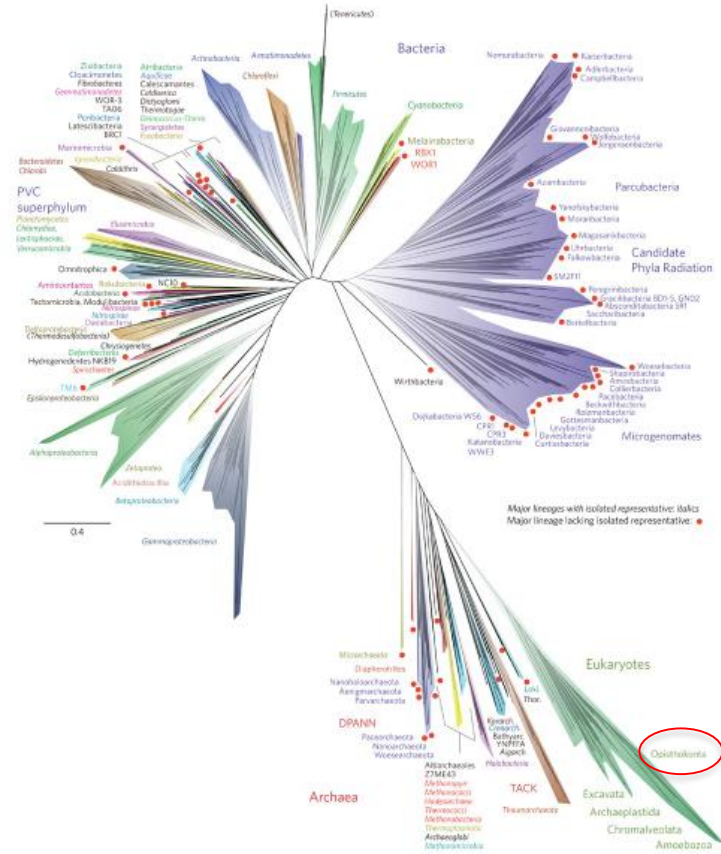 (Tenericutes)
Bacteria
Actinobacteria
Armatimonadetes
Chloroflexi
Firmicutes
Cyanobacteria
Melainabacteria
RBX1
WOR1
Zixibacteria
Cloacimonetes
Fibrobacteres
Gemmatimonadetes
WOR-3
TA06
Poribacteria
Latescibacteria
BRC1
Atribacteria
Aquificae
Calescamantes
Caldiserica
Dictyoglomi
Thermotogae
Deinococcus-Therm.
Synergistetes
Fusobacteria
Marinimicrobia
Bacteroidetes
Chlorobi
Ignavibacteria
Caldithrix
PVC
superphylum
Planctomycetes
Chlamydiae,
Lentisphaerae,
Verrucomicrobia
Elusimicrobia
Omnitrophica
Aminicenantes
Rokubacteria
NC10
Acidobacteria
Tectomicrobia, Modulibacteria
Nitrospinae
Nitrospirae
Dadabacteria
Deltaproteobacteria
(Thermodesulfobacteria)
Chrysiogenetes
Deferribacteres
Hydrogenedentes NKB19
Spirochaetes
TM6
Epsilonproteobacteria
Alphaproteobacteria
Zetaproteo.
Acidithiobacillia
Betaproteobacteria
Gammaproteobacteria
0.4
Nomurabacteria
Kaiserbacteria
Adlerbacteria
Campbellbacteria
Giovannonibacteria
Wolfebacteria
Jorgensenbacteria
Azambacteria
Parcubacteria
Yanofskybacteria
Moranbacteria
Magasanikbacteria
Uhrbacteria
Falkowbacteria
Candidate
Phyla Radiation
SM2F11
Peregrinibacteria
Gracilibacteria BD1-5, GN02
Absconditabacteria SR1
Saccharibacteria
Berkelbacteria
Woesebacteria
Shapirobacteria
Amesbacteria
Collierbacteria
Pacebacteria
Beckwithbacteria
Roizmanbacteria
Gottesmanbacteria
Levybacteria
Daviesbacteria
Curtissbacteria
Microgenomates
Wirthbacteria
Dojkabacteria WS6
CPR1
CPR3
Katanobacteria
WWE3
Major lineages with isolated representative: italics
Major lineage lacking isolated representative:
Micrarchaeota
Diapherotrites
Nanohaloarchaeota
Aenigmarchaeota
Parvarchaeota
DPANN
Pacearchaeota
Nanoarchaeota
Woesearchaeota
Archaea
Altiarchaeales
Z7ME43
Methanopyri
Methanococci
Hadesarchaea
Thermococci
Methanobacteria
Thermoplasmata
Archaeoglobi
Methanomicrobia
Halobacteria
Korarch.
Crenarch.
Bathyarc.
YNPFFA
Aigarch.
TACK
Thaumarchaeota
Loki.
Thor.
Eukaryotes
Opisthokonta
Excavata
Archaeplastida
Chromalveolata
Amoebozoa